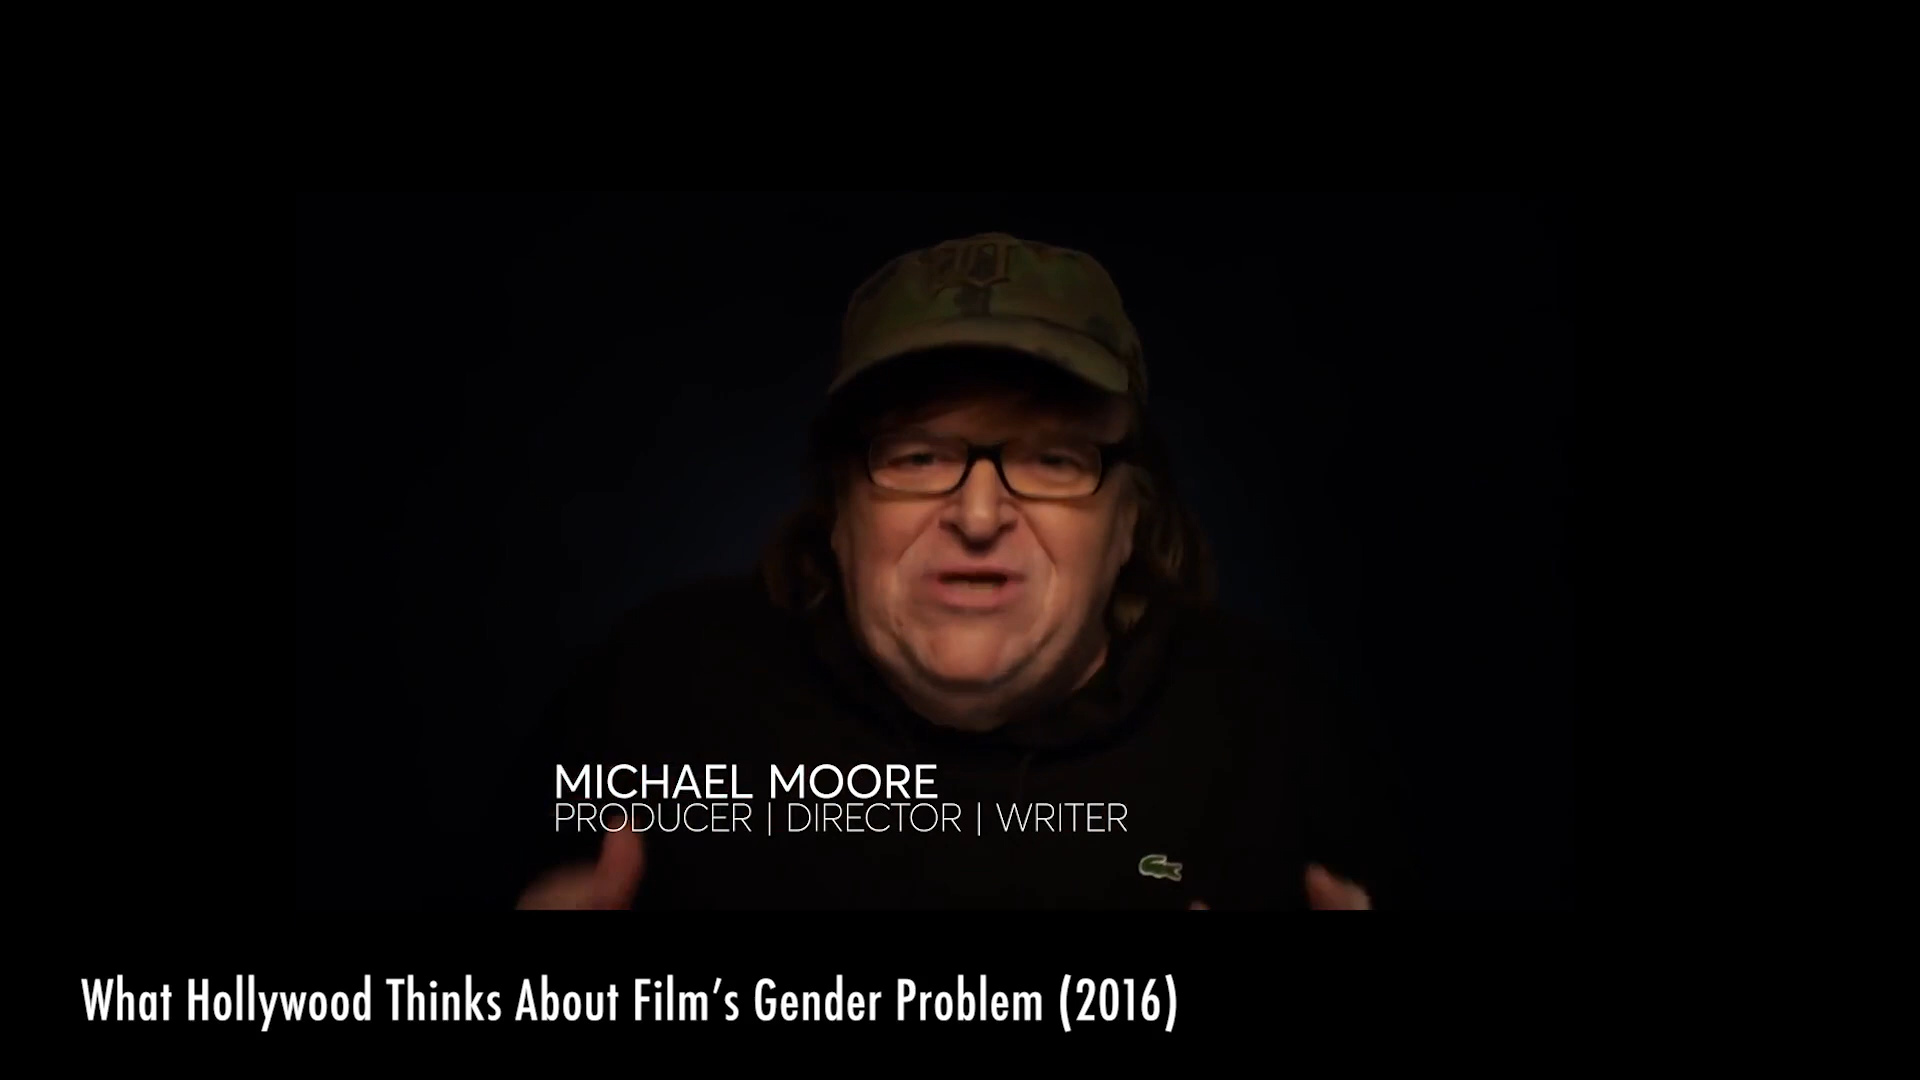 MICHAEL MOORE
PRODUCER | DIRECTOR | WRITER
What Hollywood Thinks About Film's Gender Problem (2016)